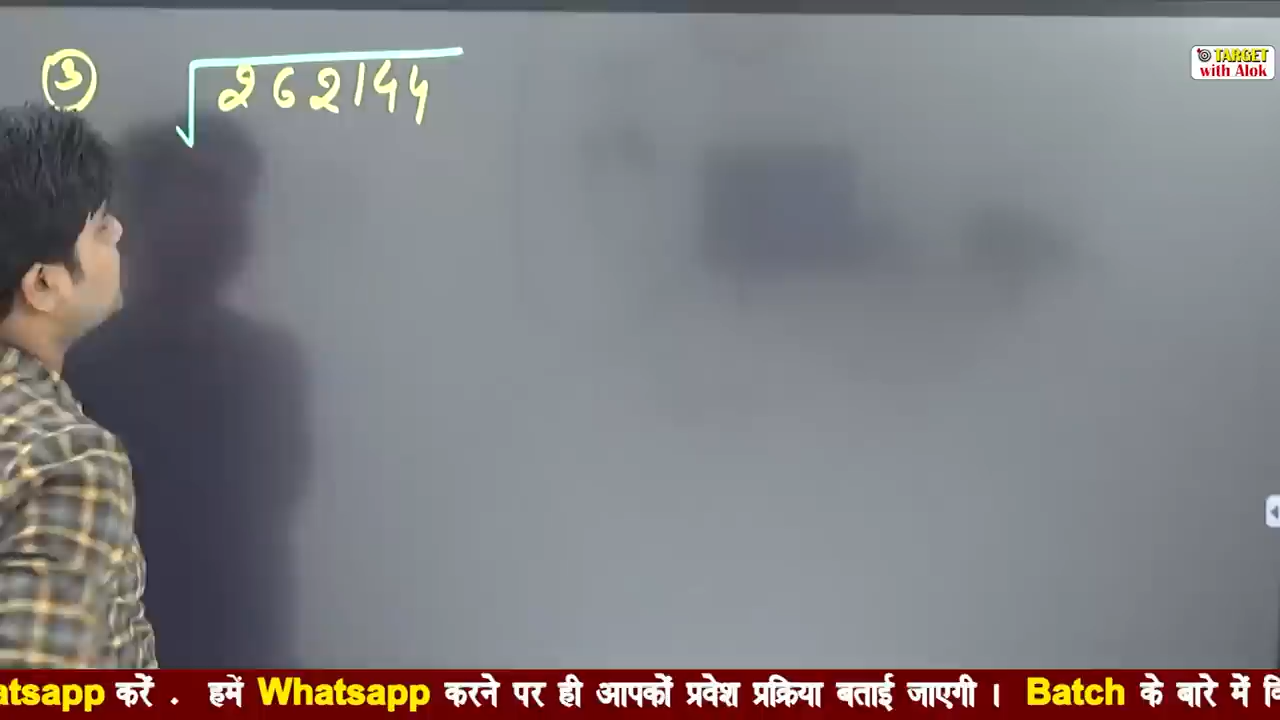 ③ √262144
TARGET
with Alok
atsapp करें . हमें Whatsapp करने पर ही आपकों प्रवेश प्रक्रिया बताई जाएगी । Batch के बारे में